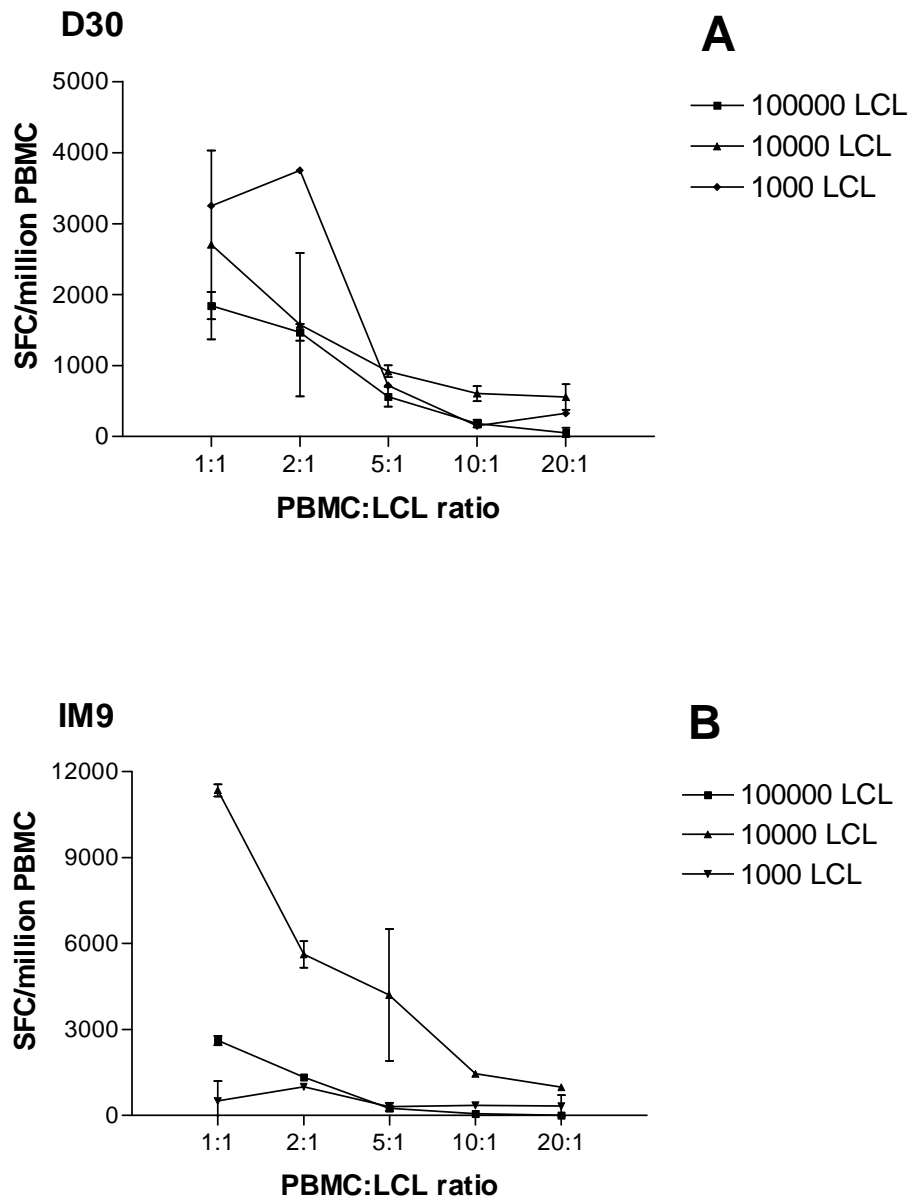 D30
A
5000
4000
3000
2000
1000
0
SFC/million PBMC
1:1 2:1 5:1 10:1 20:1
PBMC:LCL ratio
100000 LCL
10000 LCL
1000 LCL
IM9
B
12000
9000
6000
3000
0
SFC/million PBMC
1:1 2:1 5:1 10:1 20:1
PBMC:LCL ratio
100000 LCL
10000 LCL
1000 LCL